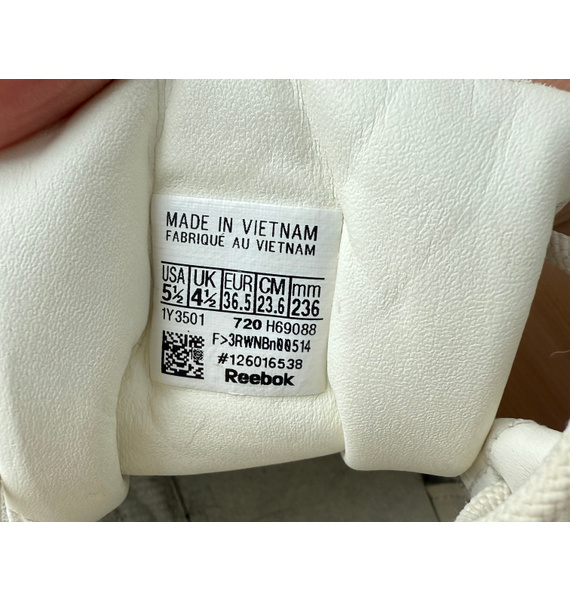 MADE IN VIETNAM
FABRIQUÉ AU VIETNAM
USA UK EUR CM mm
5½ 4½ 36.5 23.6 236
1Y3501 720 H69088
F>3RWNBn00514
#126016538
Reebok